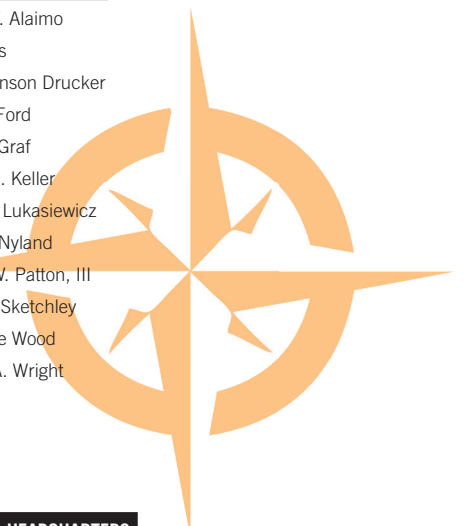 . Alaimo
s
nson Drucker
Ford
Graf
. Keller
Lukasiewicz
Nyland
W. Patton, III
Sketchley
e Wood
A. Wright
HEADQUARTERS